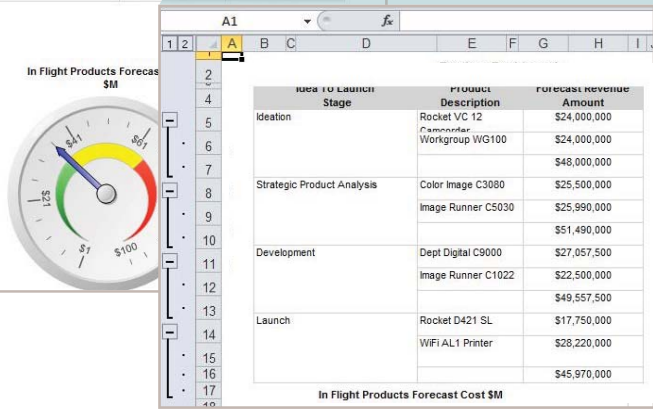 In Flight Products Forecas
$M
$41
$61
$21
$1
$100
A1
fx
1 2 A B C D E F G H I
2
4
5
6
7
8
9
10
11
12
13
14
15
16
17
Idea To Launch Stage Product Description Forecast Revenue Amount
Ideation Rocket VC 12 Camcorder $24,000,000
Workgroup WG100 $24,000,000
$48,000,000
Strategic Product Analysis Color Image C3080 $25,500,000
Image Runner C5030 $25,990,000
$51,490,000
Development Dept Digital C9000 $27,057,500
Image Runner C1022 $22,500,000
$49,557,500
Launch Rocket D421 SL $17,750,000
WiFi AL1 Printer $28,220,000
$45,970,000
In Flight Products Forecast Cost $M